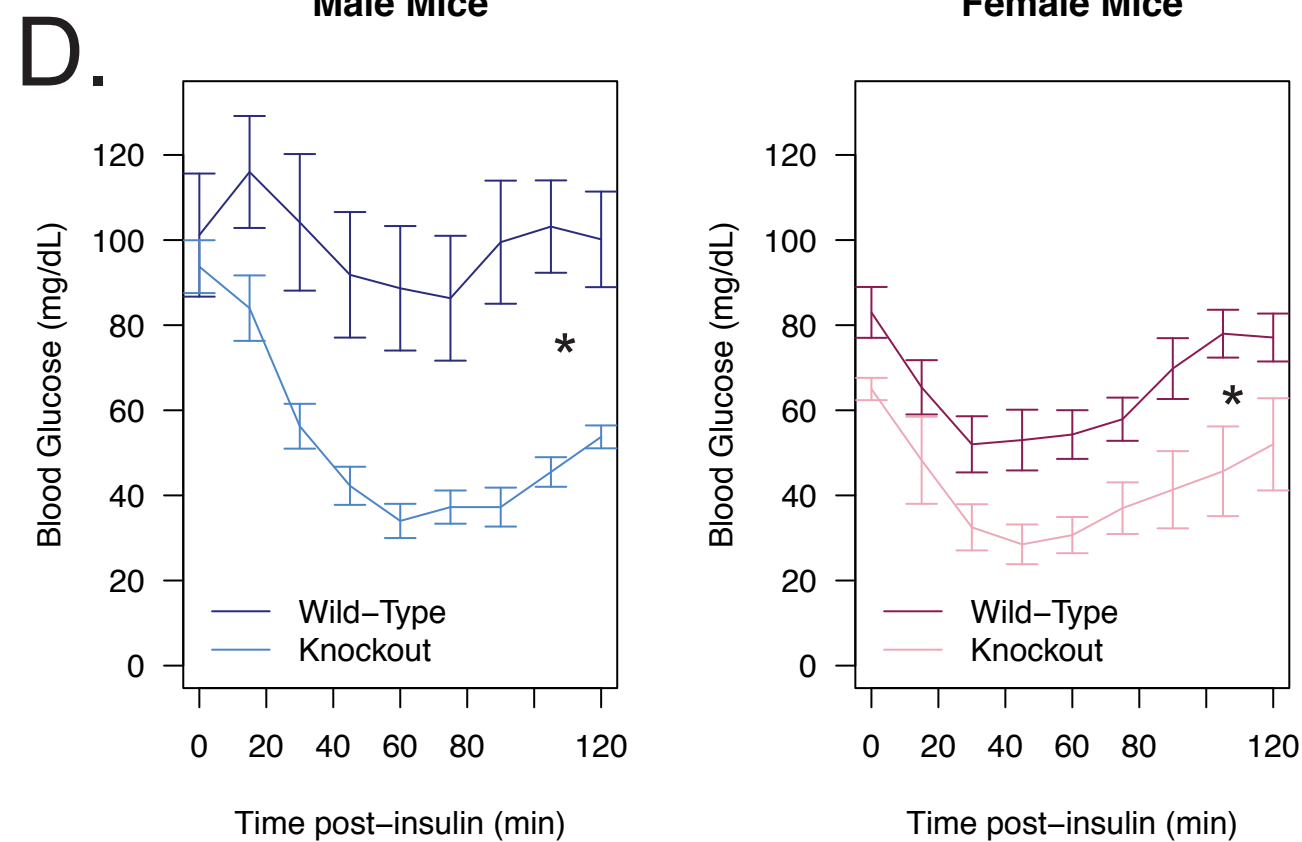 Male Mice
Female Mice
D.
Blood Glucose (mg/dL)
120
100
80
60
40
20
0
*
Wild−Type
Knockout
0 20 40 60 80 120
Time post−insulin (min)
Blood Glucose (mg/dL)
120
100
80
60
40
20
0
*
Wild−Type
Knockout
0 20 40 60 80 120
Time post−insulin (min)